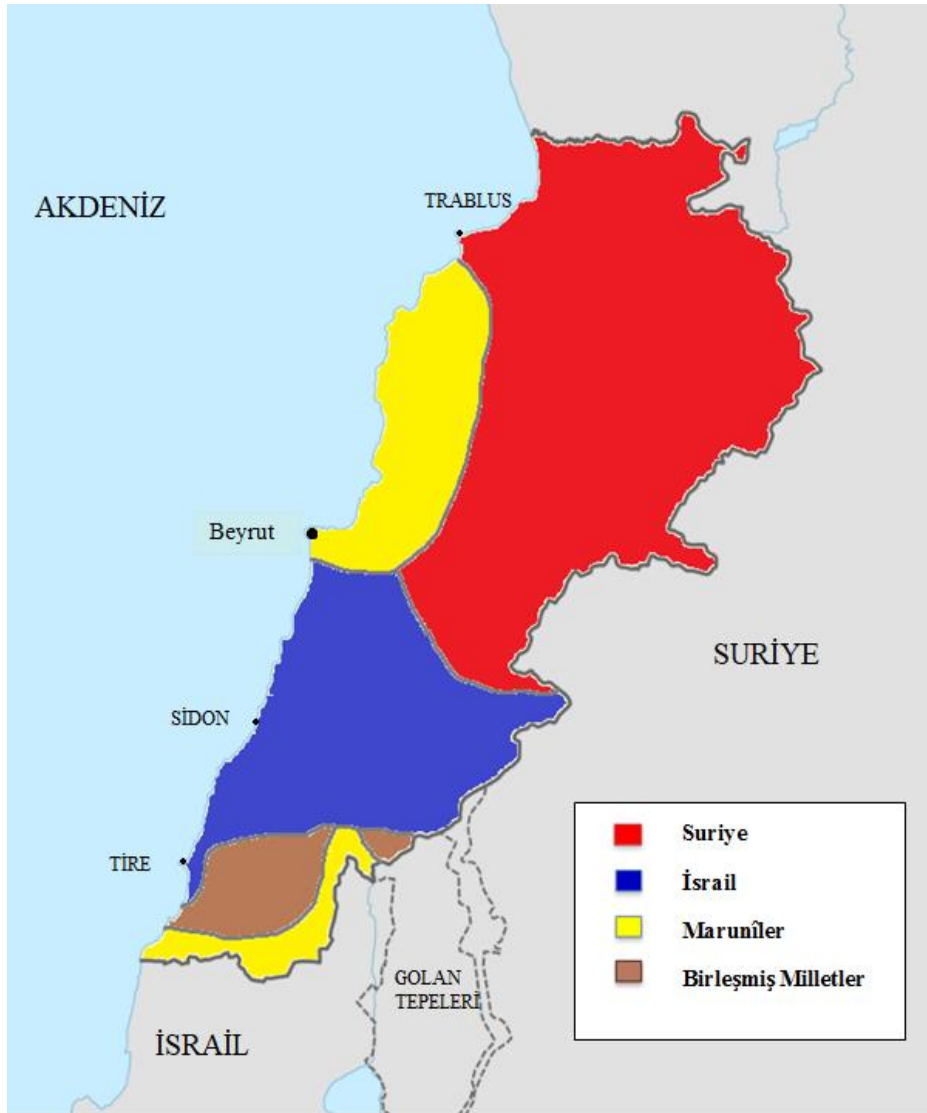 AKDENİZ
TRABLUS
Beyrut
SURİYE
SİDON
TİRE
GOLAN
TEPELERİ
İSRAİL
Suriye
İsrail
Marunîler
Birleşmiş Milletler